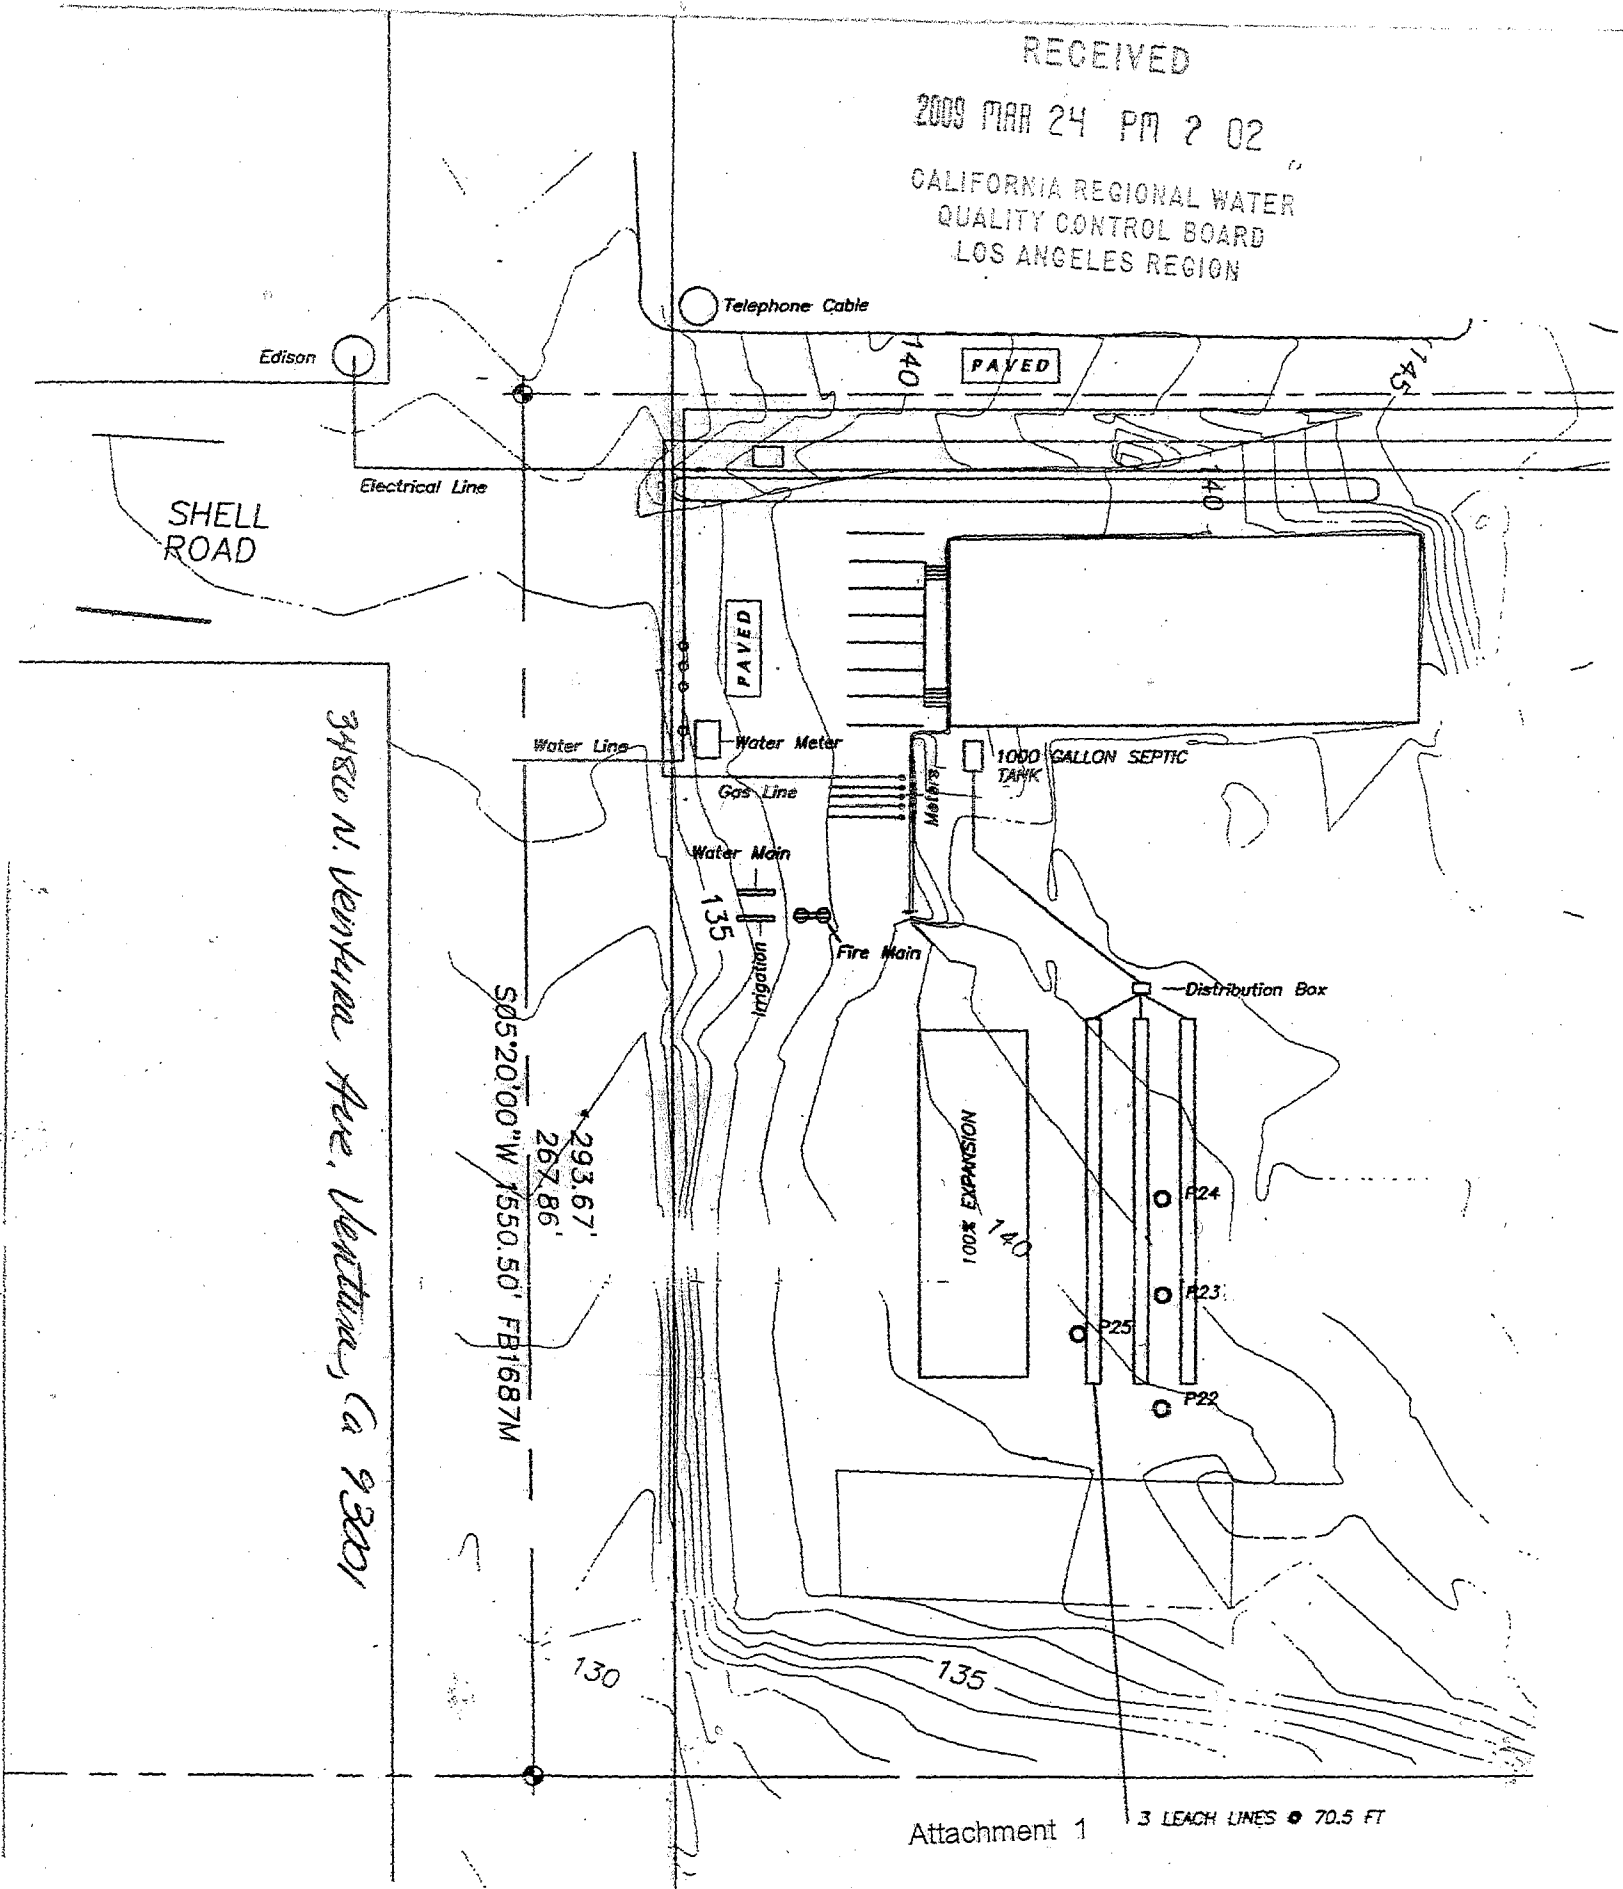 RECEIVED
2009 MAR 24 PM 2 02
CALIFORNIA REGIONAL WATER
QUALITY CONTROL BOARD
LOS ANGELES REGION
Telephone Cable
Edison
140
PAVED
145
Electrical Line
SHELL
ROAD
140
PAVED
Water Line
Water Meter
1000 GALLON SEPTIC
TANK
Gas Line
Meters
Water Main
135
Irrigation
Fire Main
Distribution Box
N. Ventura Ave, Ventura, Ca 93001
S05°20'00"W 1550.50' FB1687M
293.67'
267.86'
100% EXPANSION
140
P24
P23
P25
P22
130
135
Attachment 1
3 LEACH LINES @ 70.5 FT